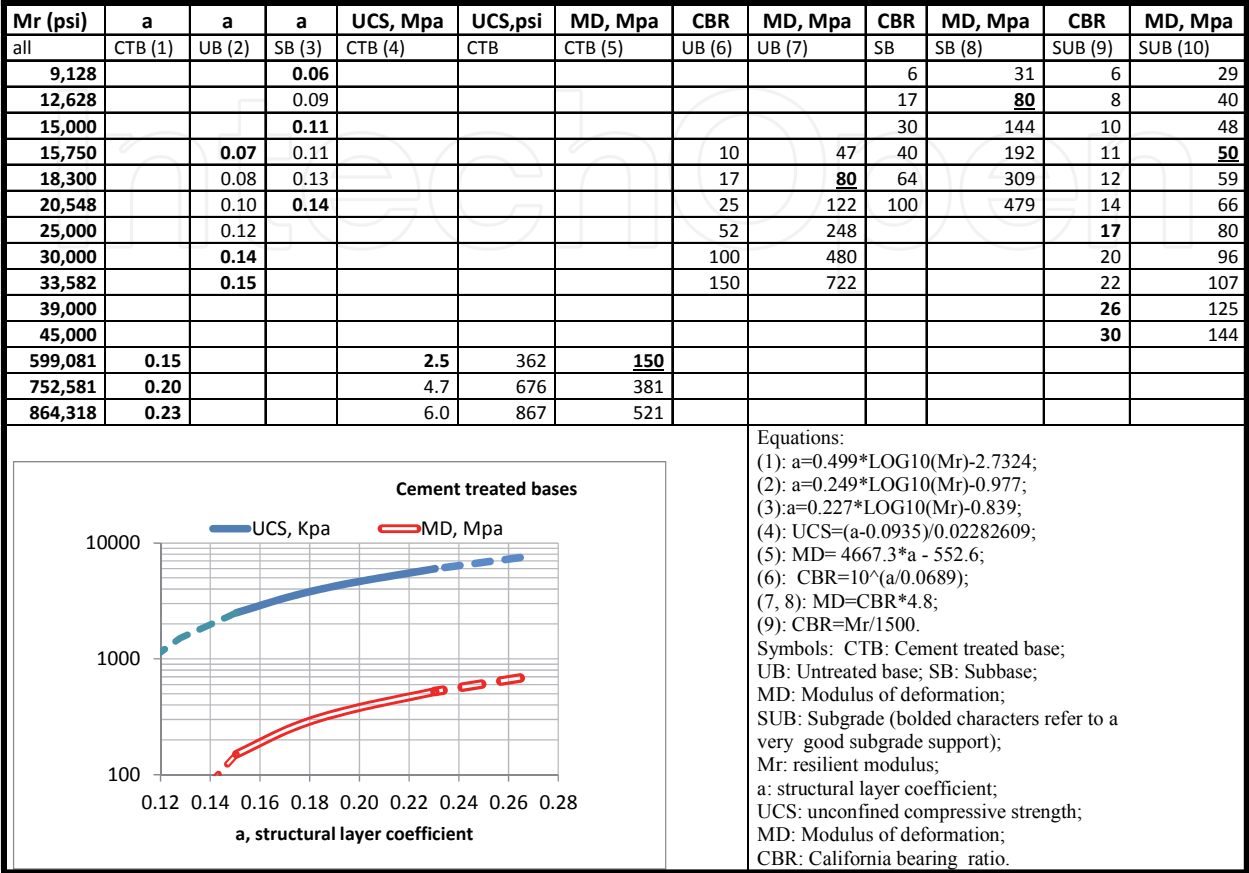 Mr (psi) a a a UCS, Mpa UCS,psi MD, Mpa CBR MD, Mpa CBR MD, Mpa CBR MD, Mpa
all CTB (1) UB (2) SB (3) CTB (4) CTB CTB (5) UB (6) UB (7) SB SB (8) SUB (9) SUB (10)
9,128 0.06 6 31 6 29
12,628 0.09 17 80 8 40
15,000 0.11 30 144 10 48
15,750 0.07 0.11 10 47 40 192 11 50
18,300 0.08 0.13 17 80 64 309 12 59
20,548 0.10 0.14 25 122 100 479 14 66
25,000 0.12 52 248 17 80
30,000 0.14 100 480 20 96
33,582 0.15 150 722 22 107
39,000 26 125
45,000 30 144
599,081 0.15 2.5 362 150
752,581 0.20 4.7 676 381
864,318 0.23 6.0 867 521
Cement treated bases
UCS, Kpa MD, Mpa
10000
1000
100
0.12 0.14 0.16 0.18 0.20 0.22 0.24 0.26 0.28
a, structural layer coefficient
Equations:
(1): a=0.499*LOG10(Mr)-2.7324;
(2): a=0.249*LOG10(Mr)-0.977;
(3):a=0.227*LOG10(Mr)-0.839;
(4): UCS=(a-0.0935)/0.02282609;
(5): MD= 4667.3*a - 552.6;
(6): CBR=10^(a/0.0689);
(7, 8): MD=CBR*4.8;
(9): CBR=Mr/1500.
Symbols: CTB: Cement treated base;
UB: Untreated base; SB: Subbase;
MD: Modulus of deformation;
SUB: Subgrade (bolded characters refer to a
very good subgrade support);
Mr: resilient modulus;
a: structural layer coefficient;
UCS: unconfined compressive strength;
MD: Modulus of deformation;
CBR: California bearing ratio.
ntechOpen